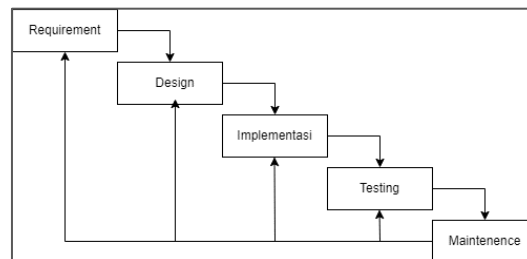 Requirement
Design
Implementasi
Testing
Maintenence